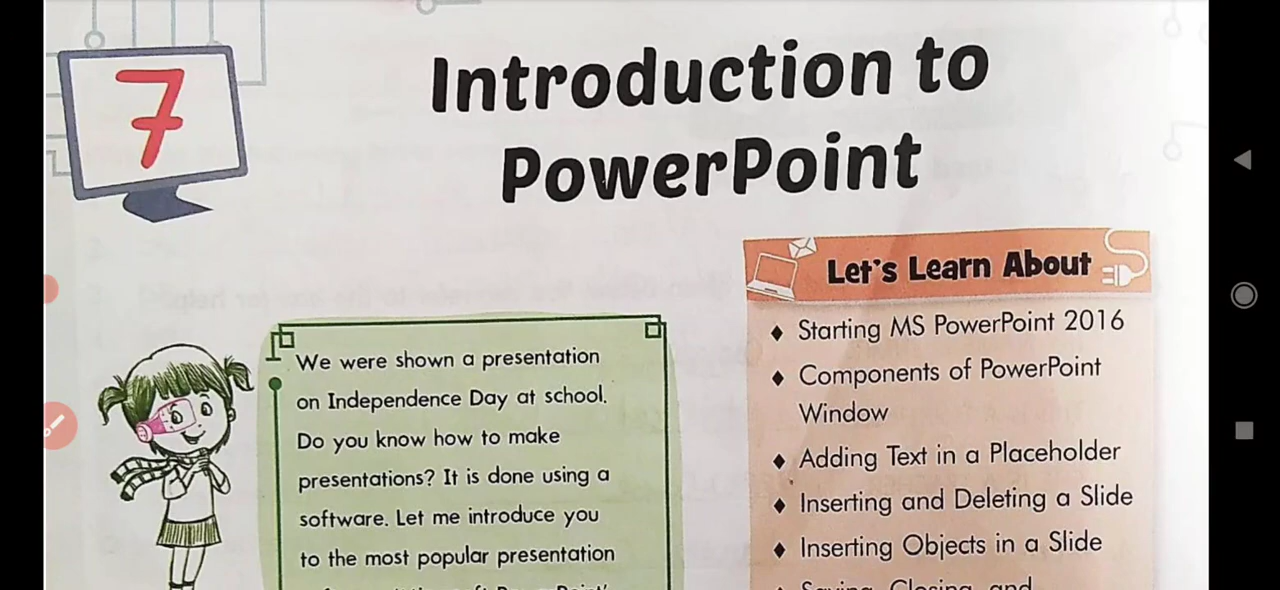 7
Introduction to
PowerPoint
Let's Learn About
♦ Starting MS PowerPoint 2016
♦ Components of PowerPoint
Window
♦ Adding Text in a Placeholder
♦ Inserting and Deleting a Slide
♦ Inserting Objects in a Slide
Saving, Closing, and
We were shown a presentation
on Independence Day at school.
Do you know how to make
presentations? It is done using a
software. Let me introduce you
to the most popular presentation